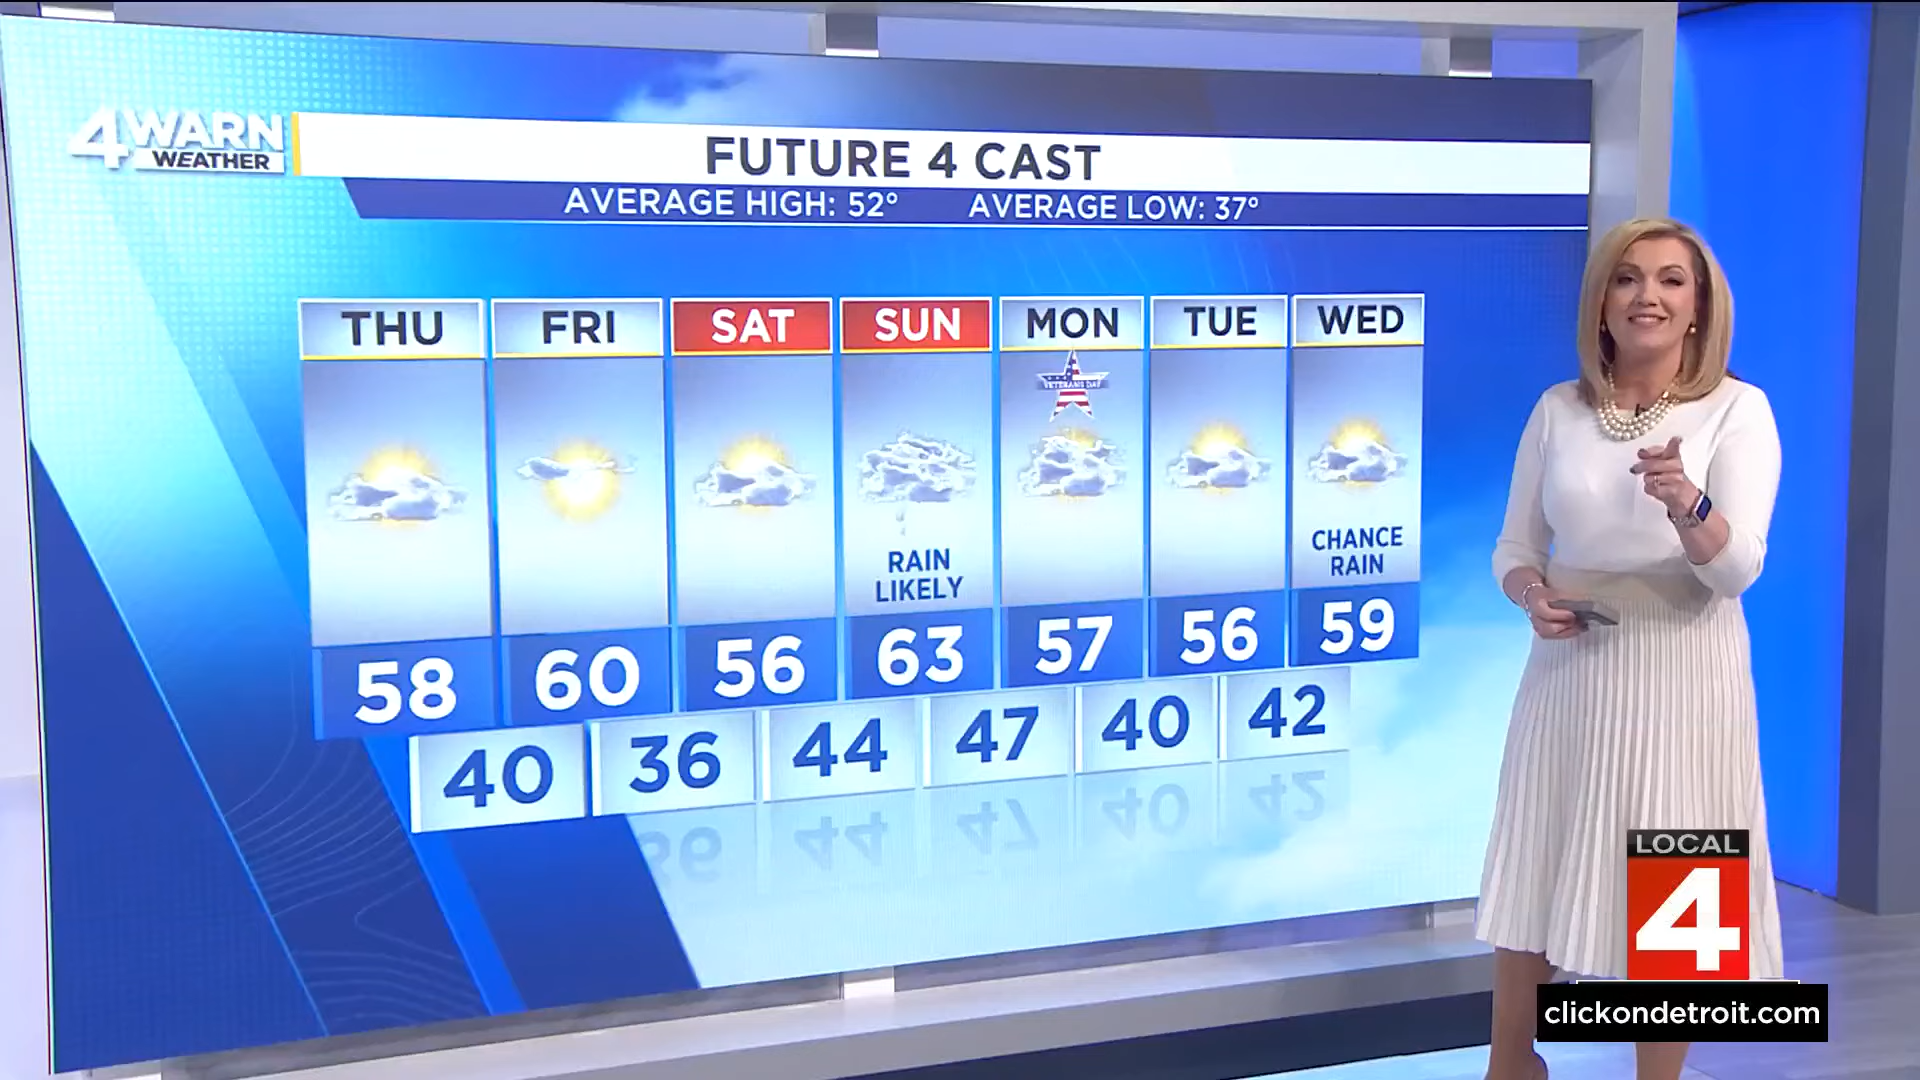 4WARN
WEATHER
FUTURE 4 CAST
AVERAGE HIGH: 52° AVERAGE LOW: 37°
THU FRI SAT SUN MON TUE WED
VETERANS DAY
RAIN
LIKELY
CHANCE
RAIN
58 60 56 63 57 56 59
40 36 44 47 40 42
LOCAL
4
clickondetroit.com